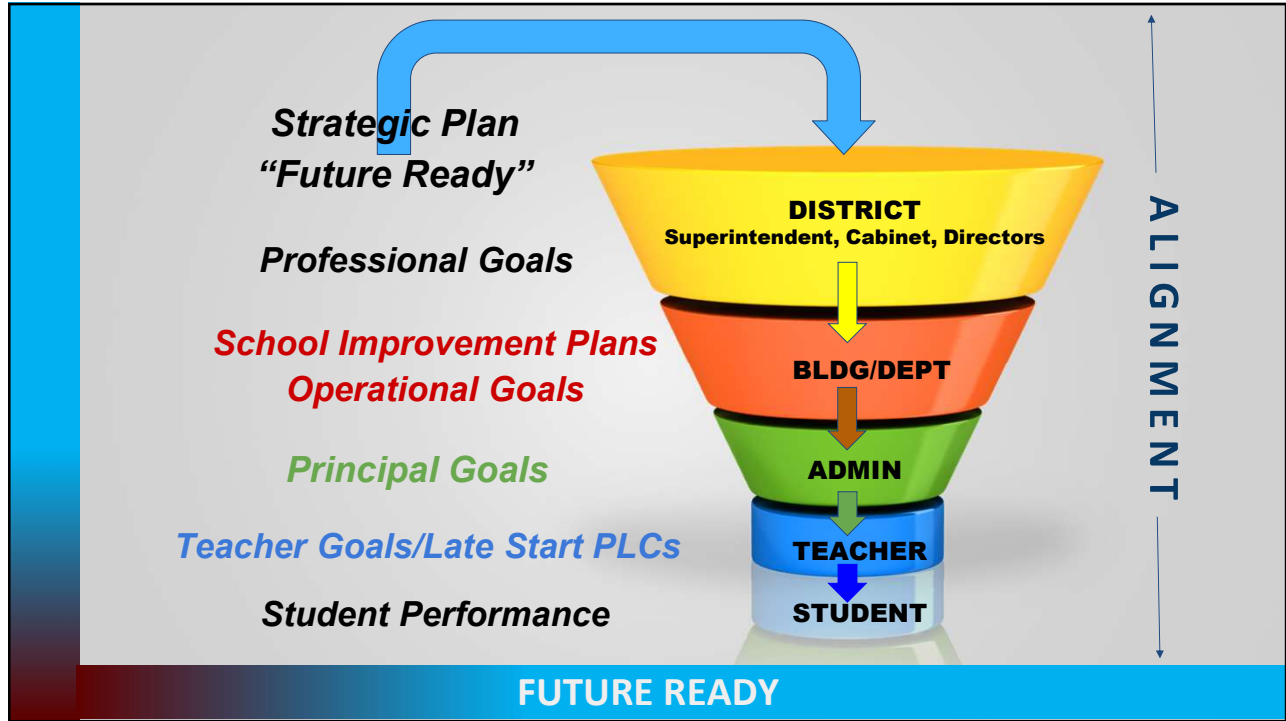 Strategic Plan
“Future Ready”
Professional Goals
School Improvement Plans
Operational Goals
Principal Goals
Teacher Goals/Late Start PLCs
Student Performance
DISTRICT
Superintendent, Cabinet, Directors
BLDG/DEPT
ADMIN
TEACHER
STUDENT
ALIGNMENT
FUTURE READY